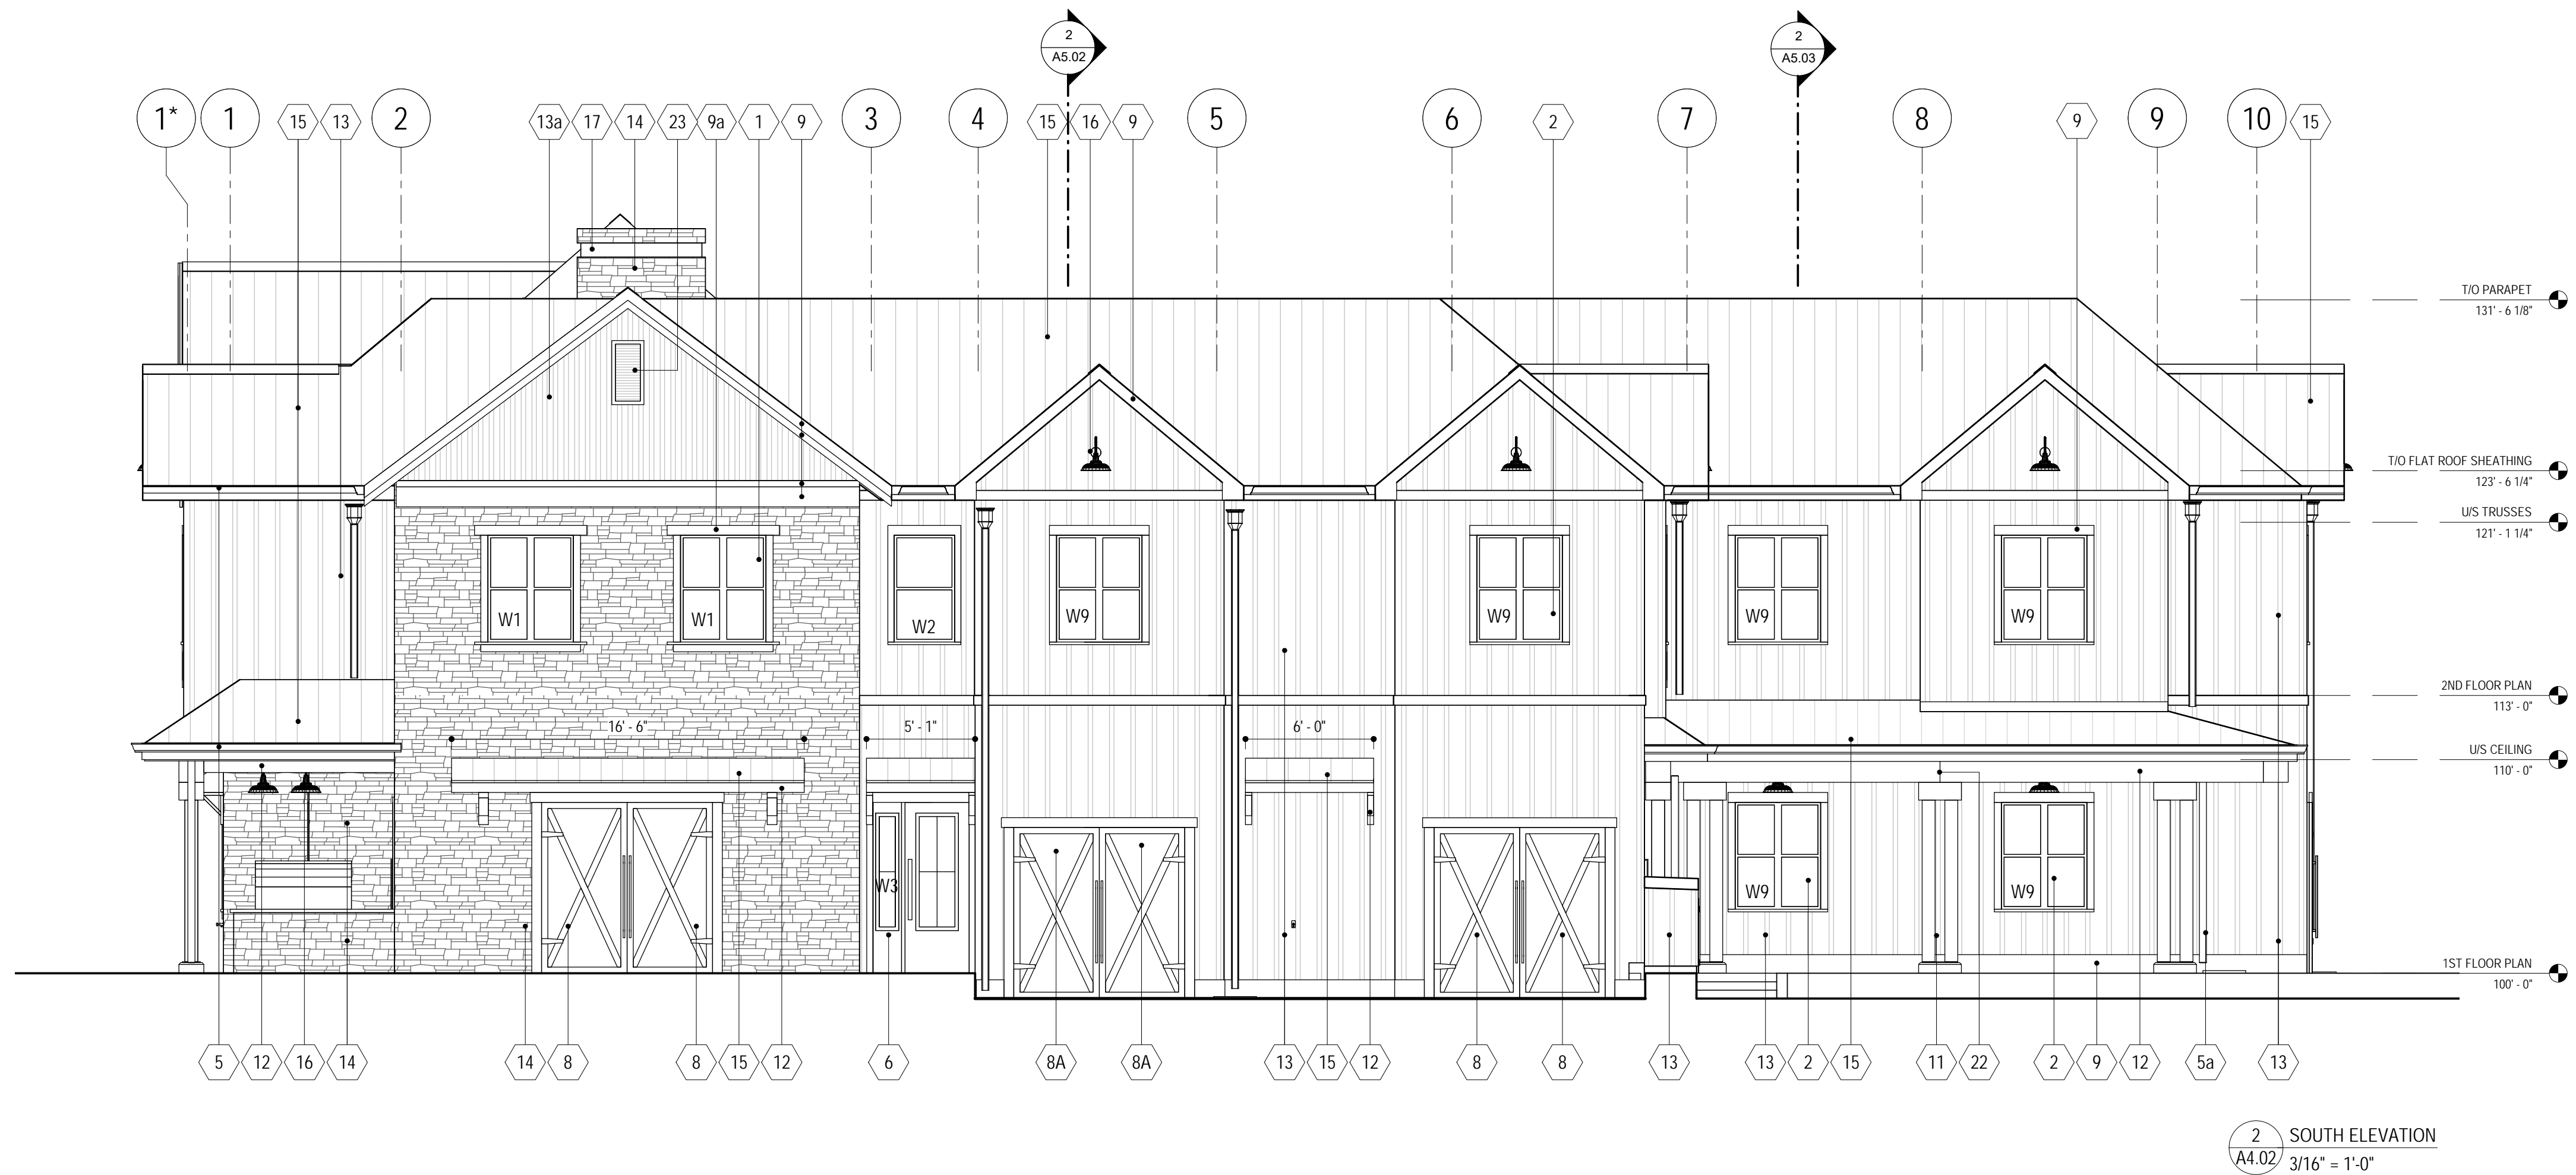 2
A5.02
2
A5.03
1* 1 15 13 2 13a 17 14 23 9a 1 9 3 4 15 16 9 5 6 2 7 8 9 9 10 15
T/O PARAPET
131' - 6 1/8"
T/O FLAT ROOF SHEATHING
123' - 6 1/4"
U/S TRUSSES
121' - 1 1/4"
W1 W1 W2 W9 W9 W9 W9
2ND FLOOR PLAN
113' - 0"
16' - 6" 5' - 1" 6' - 0"
U/S CEILING
110' - 0"
W3 W9 W9
1ST FLOOR PLAN
100' - 0"
5 12 16 14 14 8 8 15 12 6 8A 8A 13 15 12 8 8 13 13 2 15 11 22 2 9 12 5a 13
2 SOUTH ELEVATION
A4.02 3/16" = 1'-0"